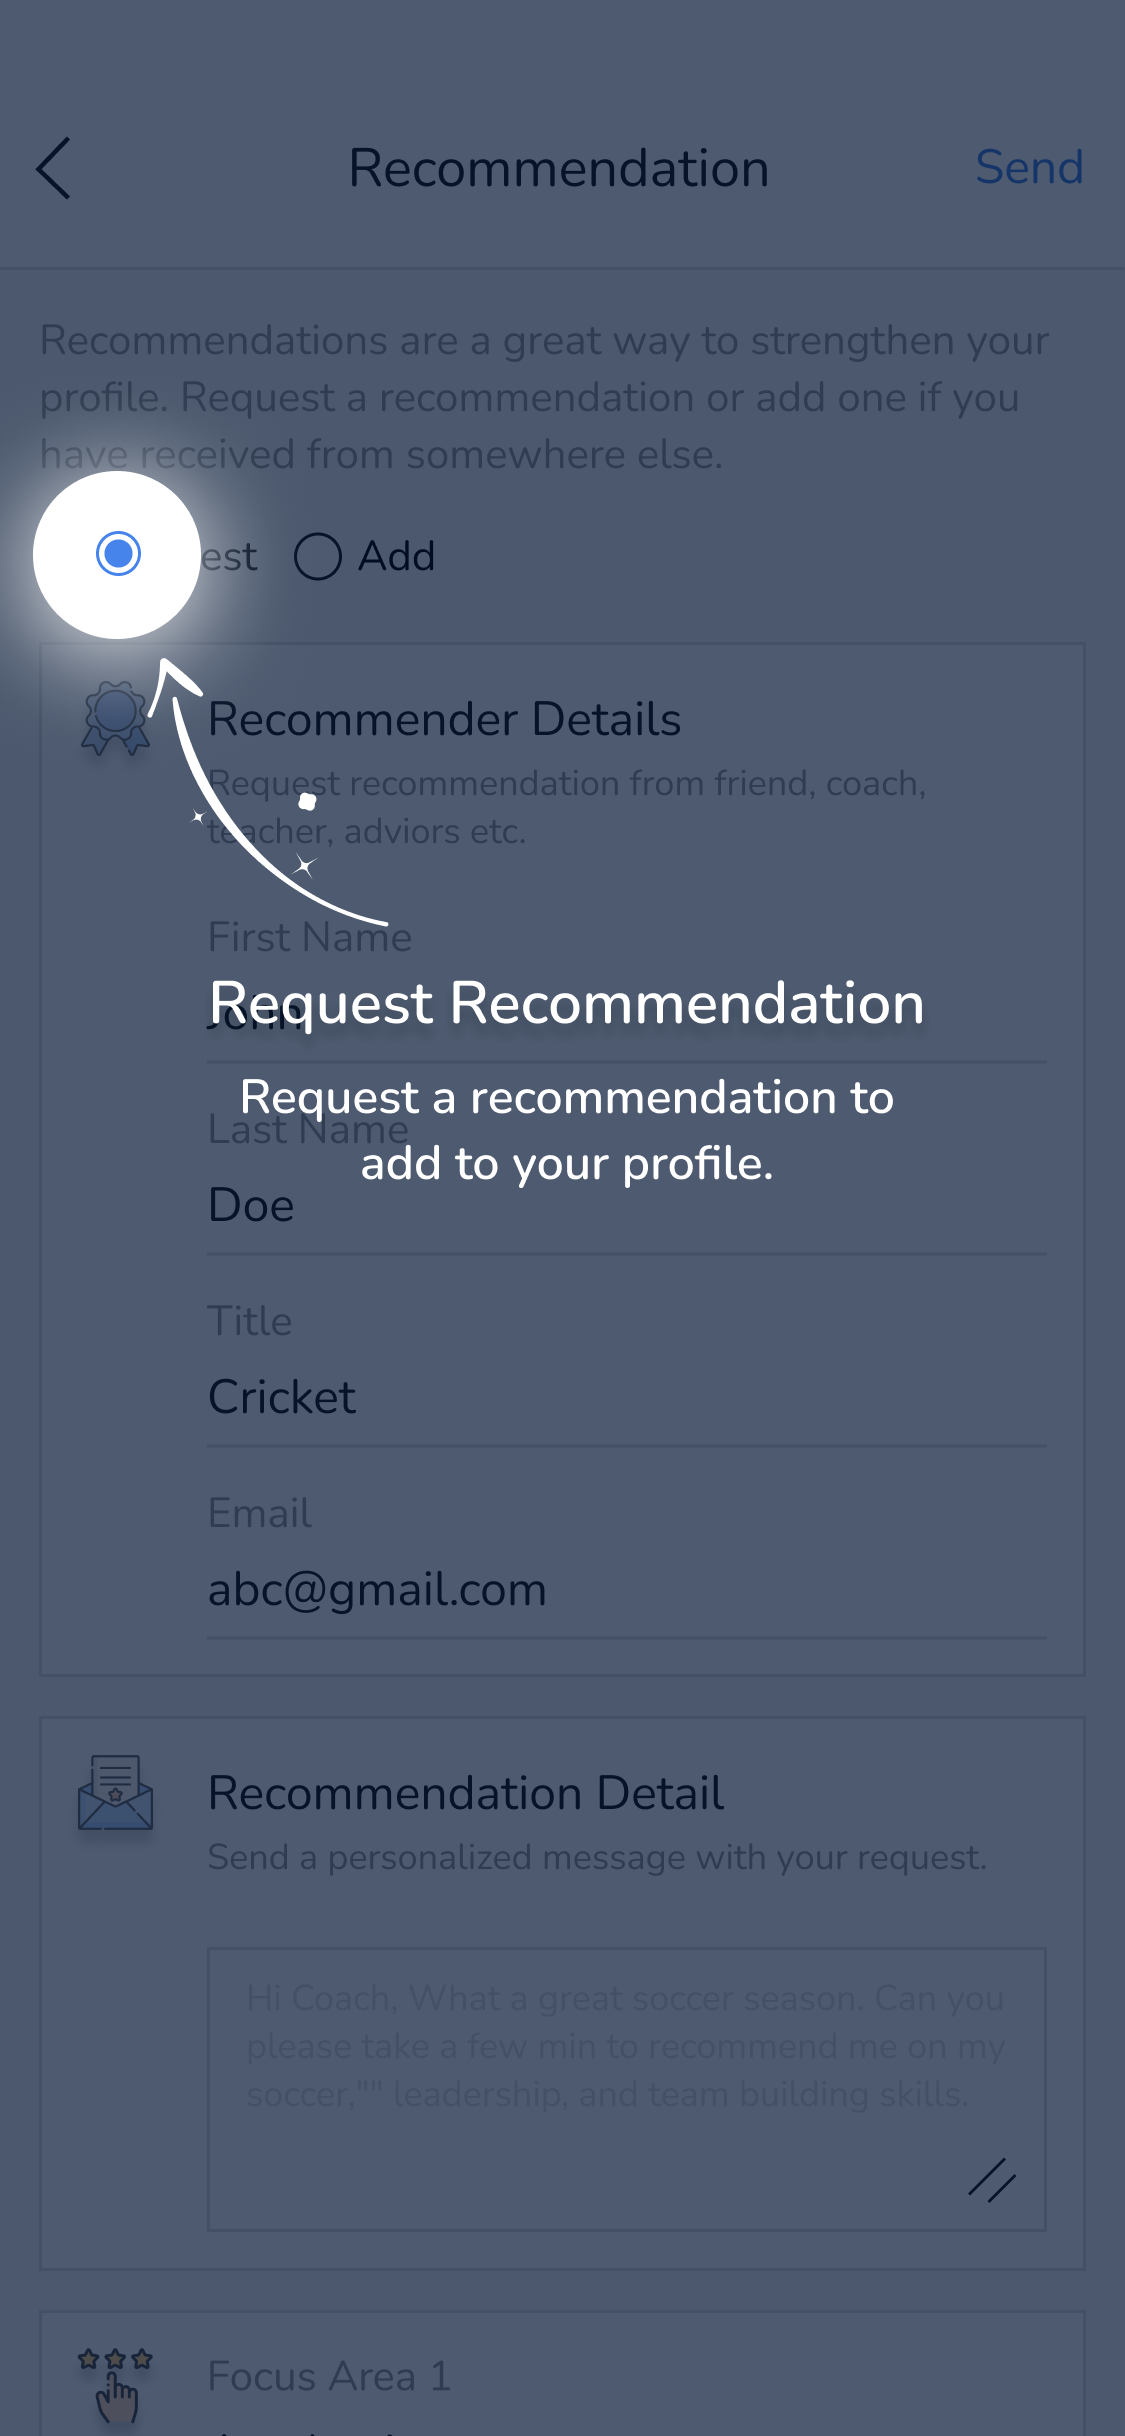 Recommendation
Send
Recommendations are a great way to strengthen your
profile. Request a recommendation or add one if you
have received from somewhere else.
est
Add
Recommender Details
Request recommendation from friend, coach,
teacher, adviors etc.
First Name
John
Request Recommendation
Request a recommendation to
add to your profile.
Last Name
Doe
Title
Cricket
Email
abc@gmail.com
Recommendation Detail
Send a personalized message with your request.
Hi Coach, What a great soccer season. Can you
please take a few min to recommend me on my
soccer,"" leadership, and team building skills.
Focus Area 1